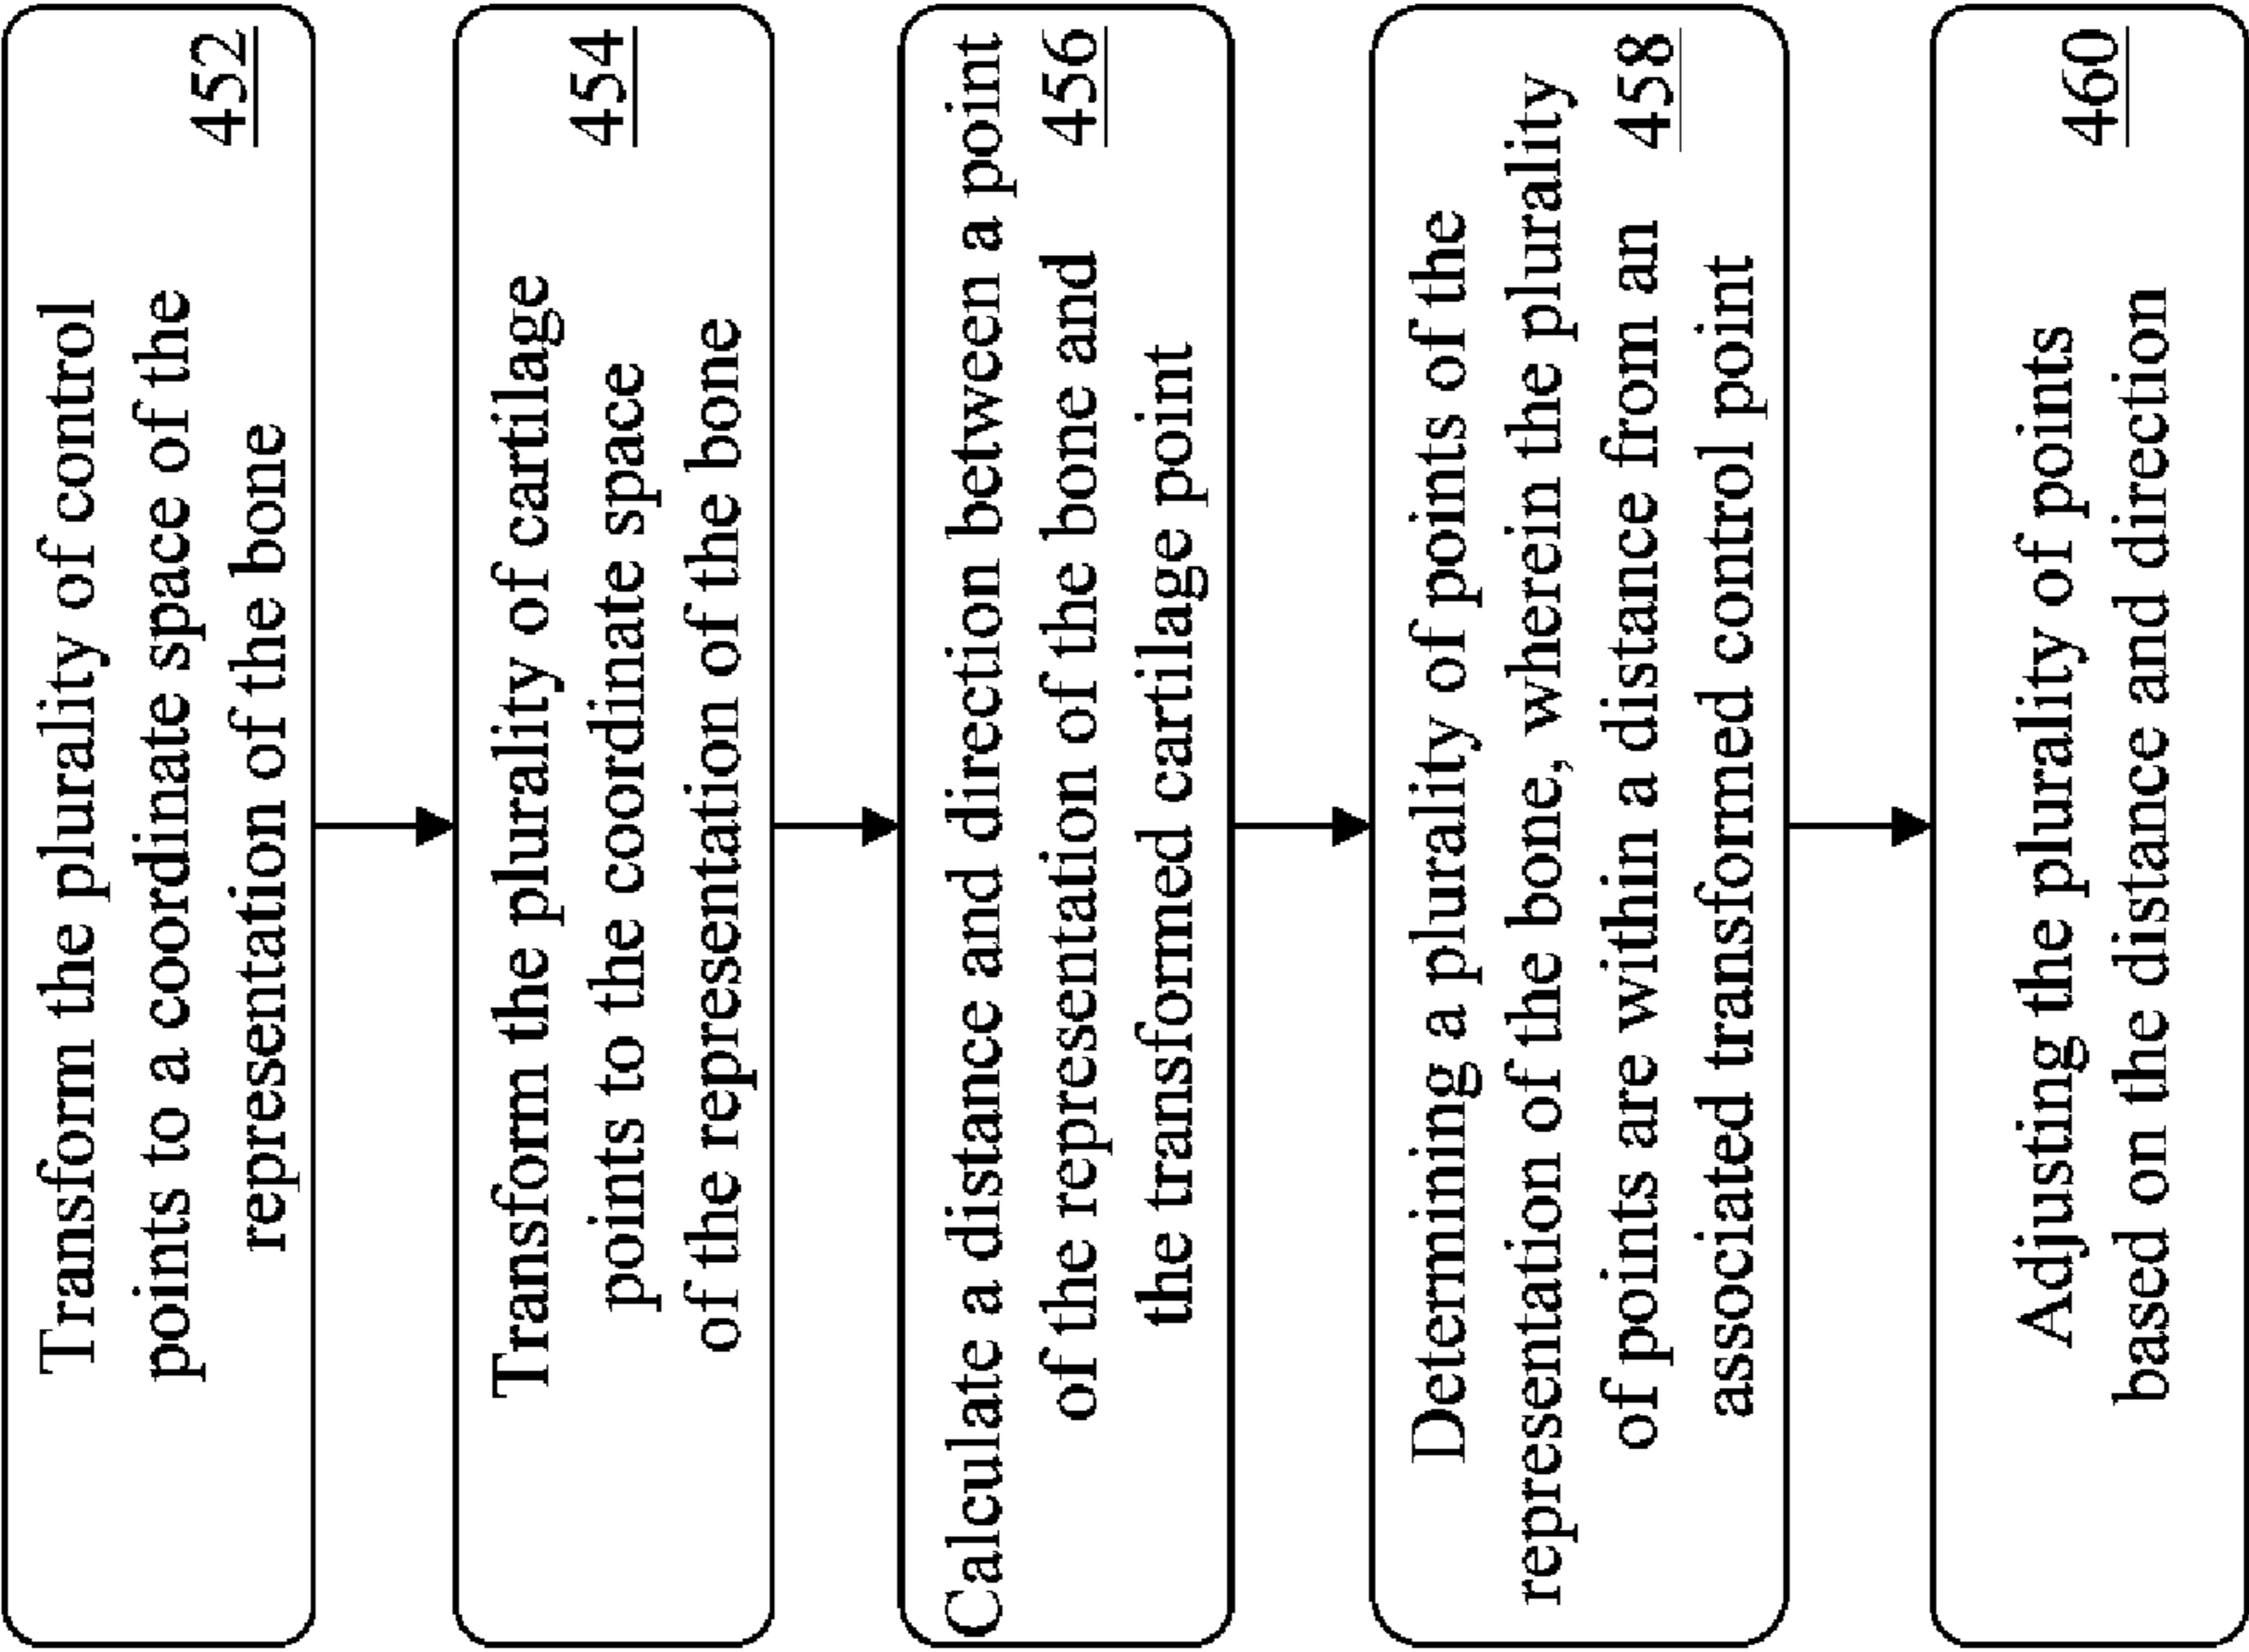 Transform the plurality of control
points to a coordinate space of the
representation of the bone 452
Transform the plurality of cartilage
points to the coordinate space 454
of the representation of the bone
Calculate a distance and direction between a point
of the representation of the bone and 456
the transformed cartilage point
Determining a plurality of points of the
representation of the bone, wherein the plurality
of points are within a distance from an 458
associated transformed control point
Adjusting the plurality of points 460
based on the distance and direction